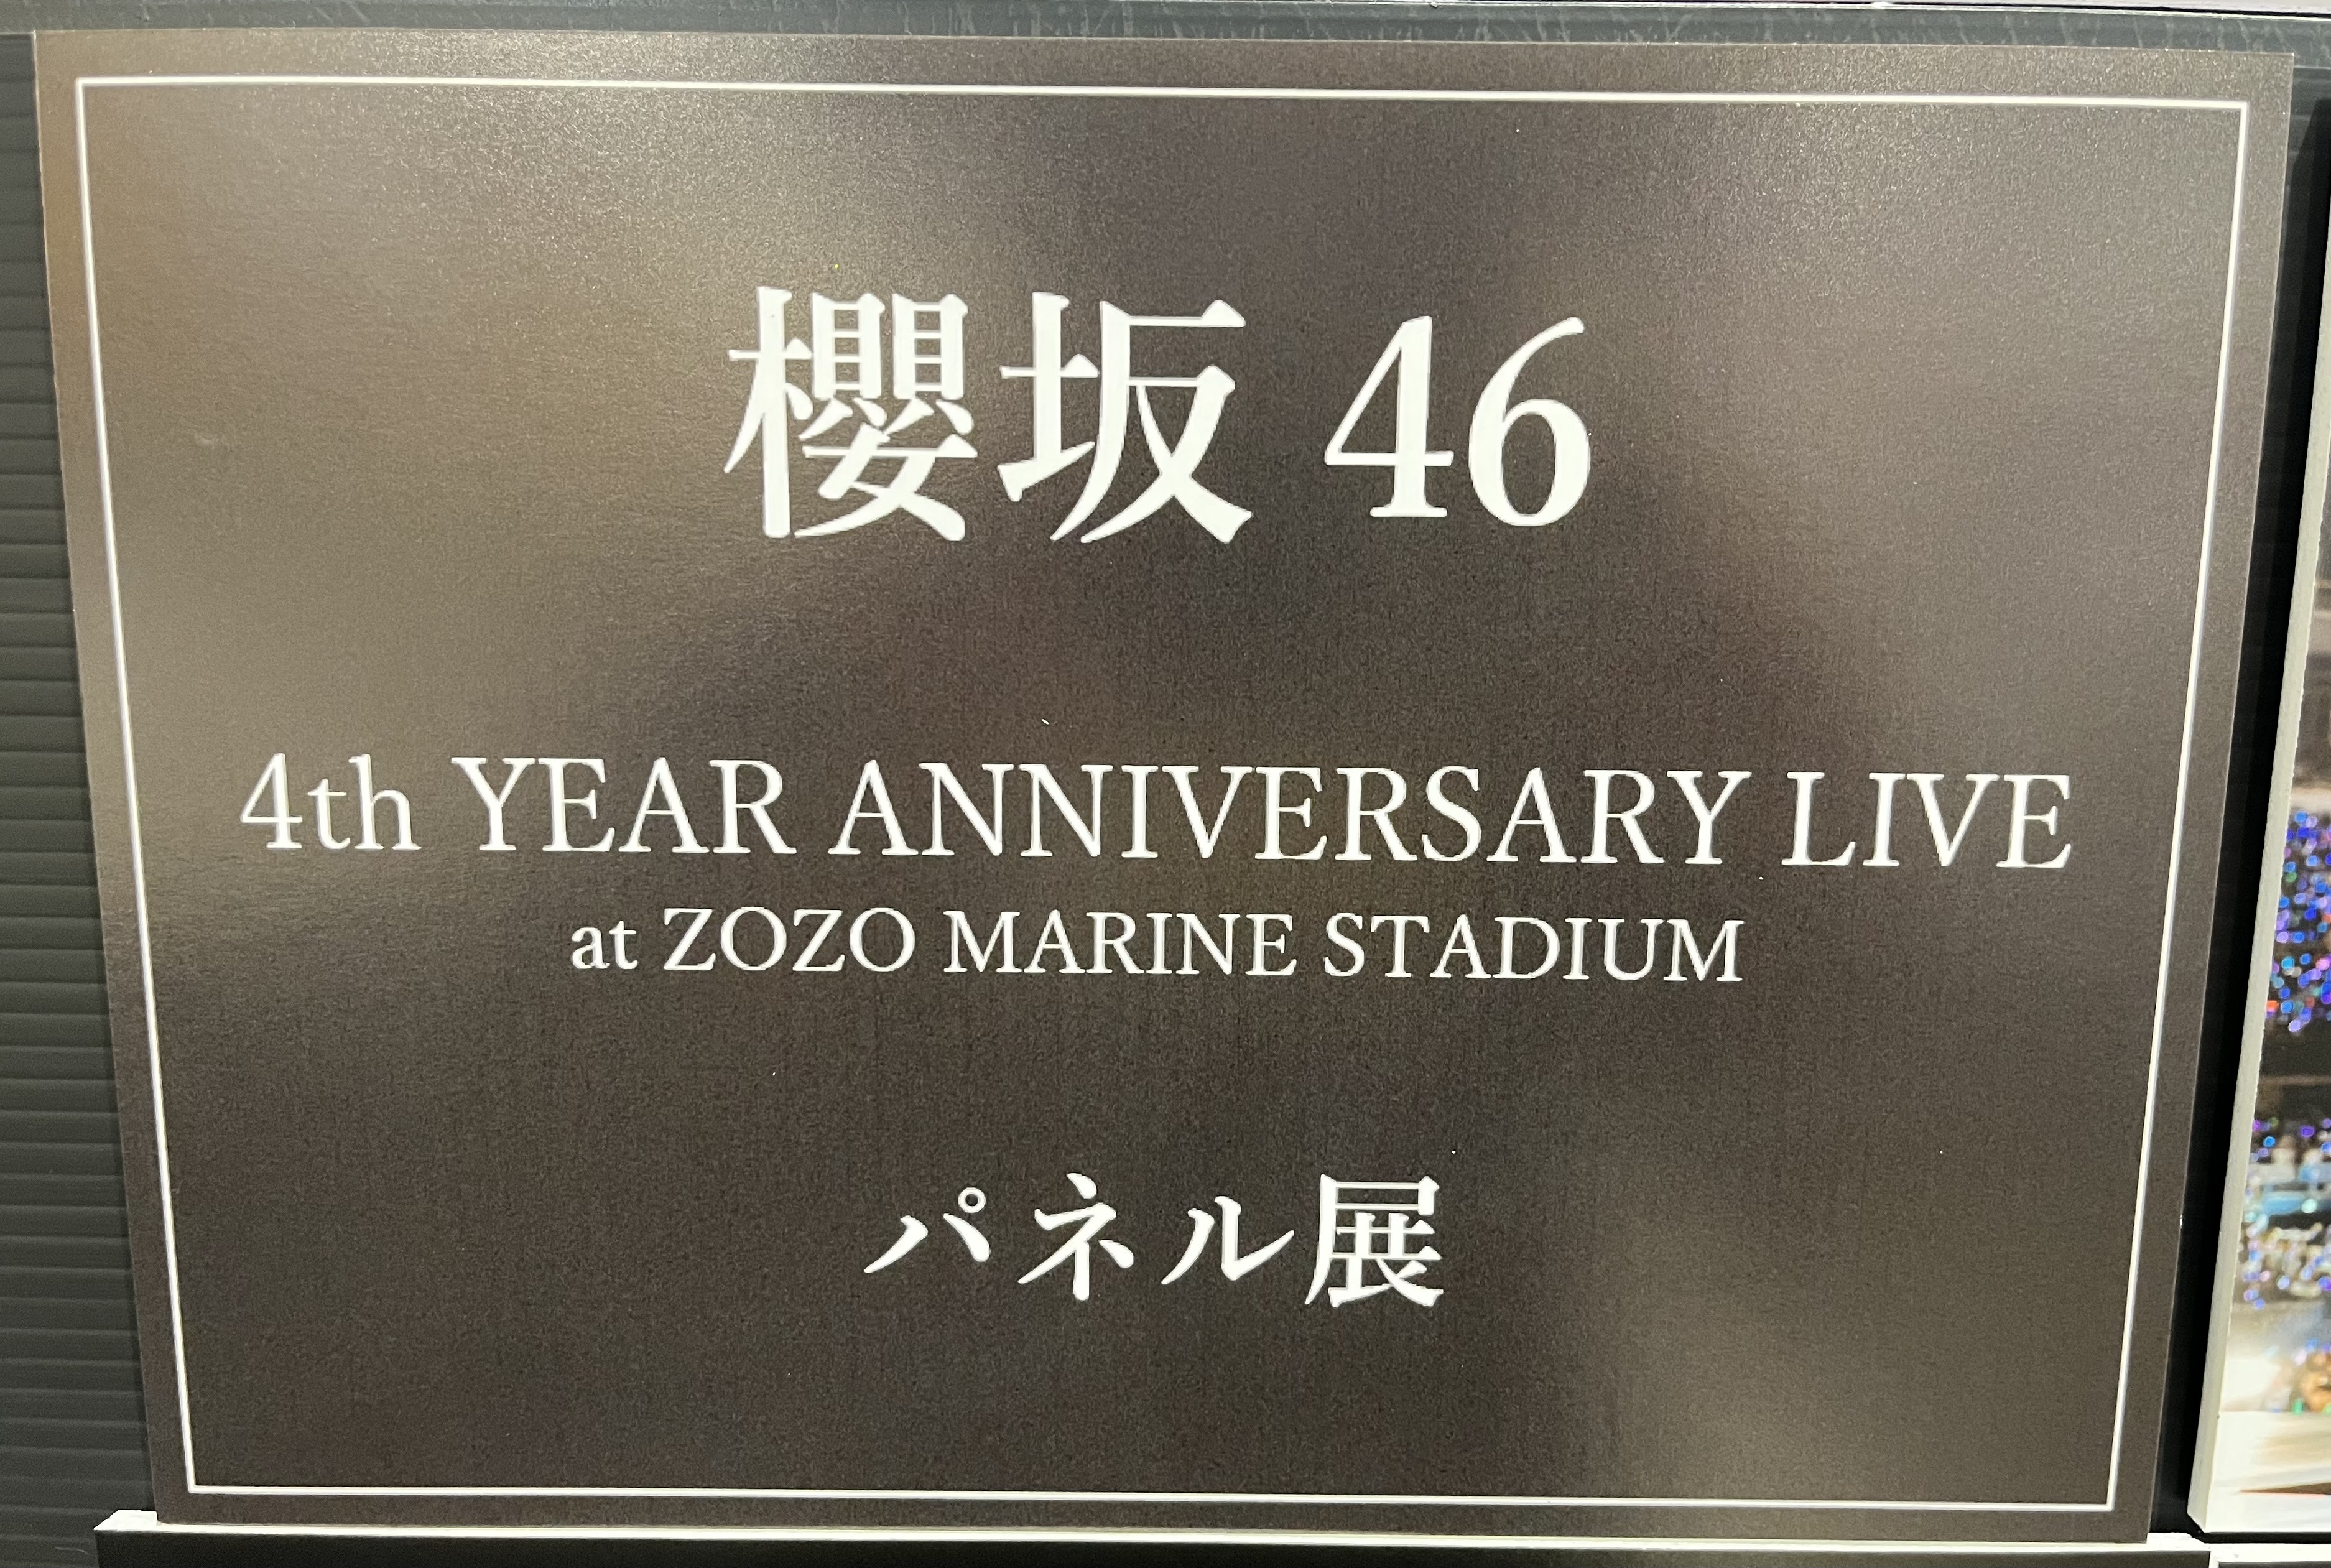 櫻坂46
4th YEAR ANNIVERSARY LIVE
at ZOZO MARINE STADIUM
パネル展